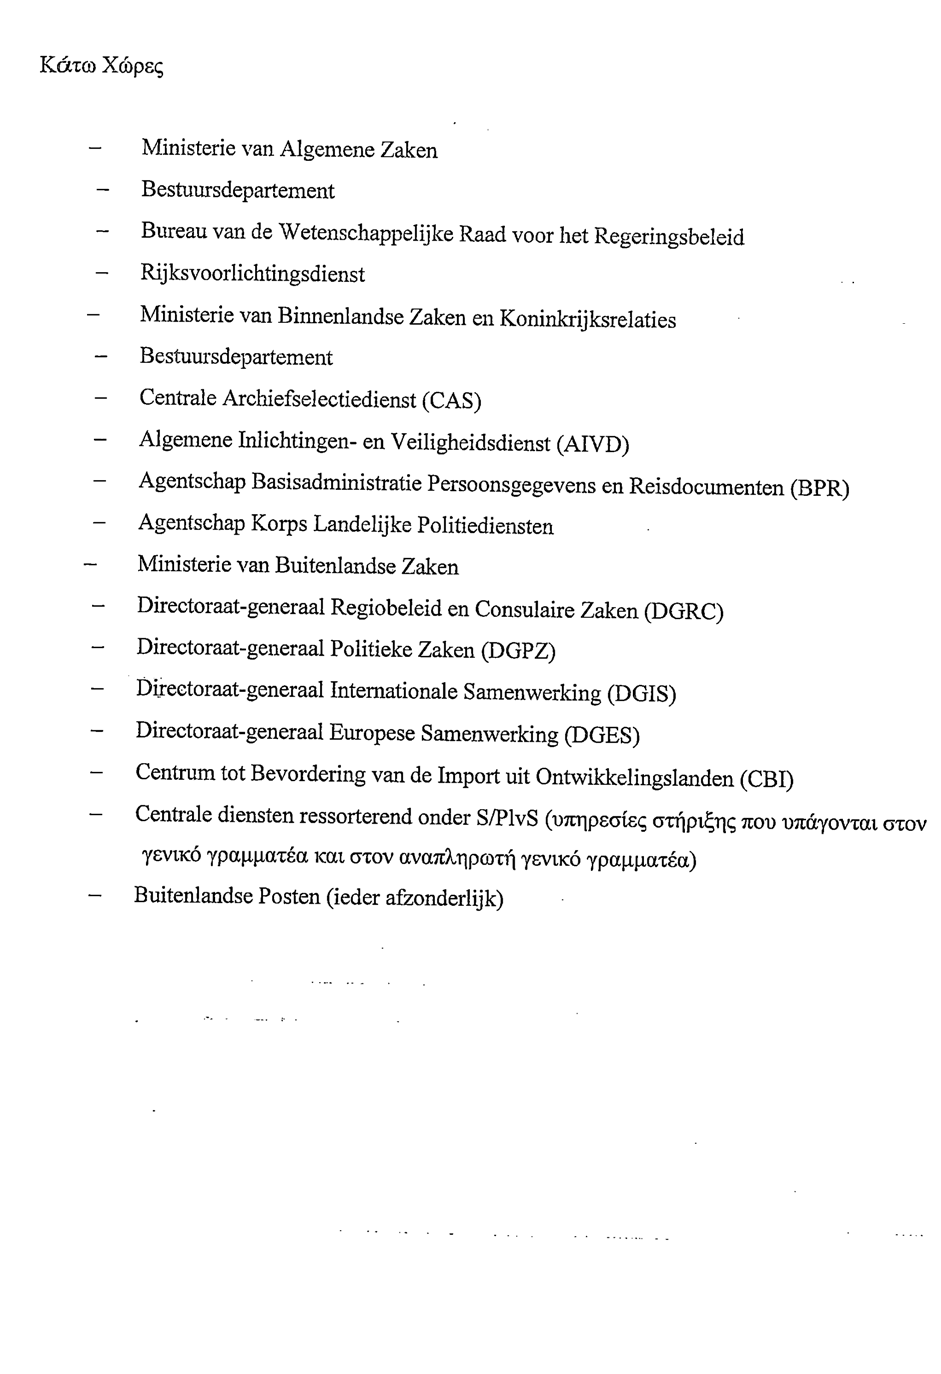 Κάτω Χώρες
– Ministerie van Algemene Zaken
– Bestuursdepartement
– Bureau van de Wetenschappelijke Raad voor het Regeringsbeleid
– Rijksvoorlichtingsdienst
– Ministerie van Binnenlandse Zaken en Koninkrijksrelaties
– Bestuursdepartement
– Centrale Archiefselectiedienst (CAS)
– Algemene Inlichtingen- en Veiligheidsdienst (AIVD)
– Agentschap Basisadministratie Persoonsgegevens en Reisdocumenten (BPR)
– Agentschap Korps Landelijke Politiediensten
– Ministerie van Buitenlandse Zaken
– Directoraat-generaal Regiobeleid en Consulaire Zaken (DGRC)
– Directoraat-generaal Politieke Zaken (DGPZ)
– Directoraat-generaal Internationale Samenwerking (DGIS)
– Directoraat-generaal Europese Samenwerking (DGES)
– Centrum tot Bevordering van de Import uit Ontwikkelingslanden (CBI)
– Centrale diensten ressorterend onder S/PlvS (υπηρεσίες στήριξης που υπάγονται στον
γενικό γραμματέα και στον αναπληρωτή γενικό γραμματέα)
– Buitenlandse Posten (ieder afzonderlijk)